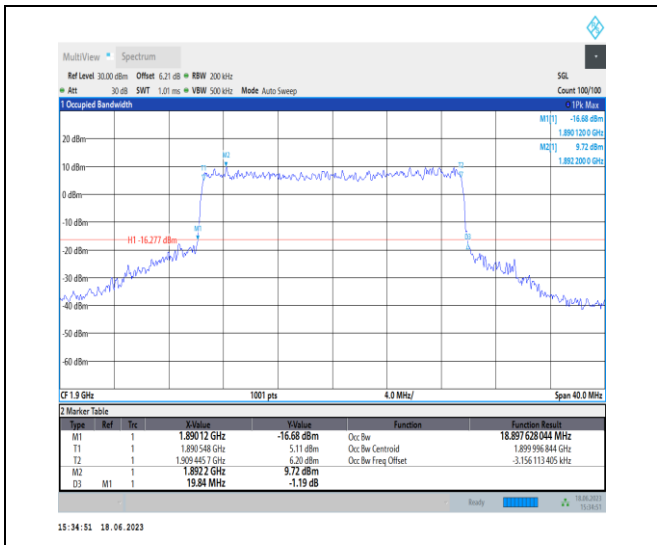 MultiView Spectrum
Ref Level 30.00 dBm Offset 6.21 dB RBW 200 kHz SGL
Att 30 dB SWT 1.01 ms VBW 500 kHz Mode Auto Sweep Count 100/100
1 Occupied Bandwidth 1Pk Max
M1[1] -16.68 dBm
1.890 120 0 GHz
M2[1] 9.72 dBm
1.892 200 0 GHz
20 dBm
M2
T1 T2
10 dBm
0 dBm
-10 dBm
M1
D3
H1 -16.277 dBm
-20 dBm
-30 dBm
-40 dBm
-50 dBm
-60 dBm
CF 1.9 GHz 1001 pts 4.0 MHz/ Span 40.0 MHz
2 Marker Table
Type Ref Trc X-Value Y-Value Function Function Result
M1 1 1.89012 GHz -16.68 dBm Occ Bw 18.897 628 044 MHz
T1 1 1.890 548 GHz 5.11 dBm Occ Bw Centroid 1.899 996 844 GHz
T2 1 1.909 445 7 GHz 6.20 dBm Occ Bw Freq Offset -3.156 113 405 kHz
M2 1 1.892 2 GHz 9.72 dBm
D3 M1 1 19.84 MHz -1.19 dB
Ready 18.06.2023
15:34:51
15:34:51 18.06.2023